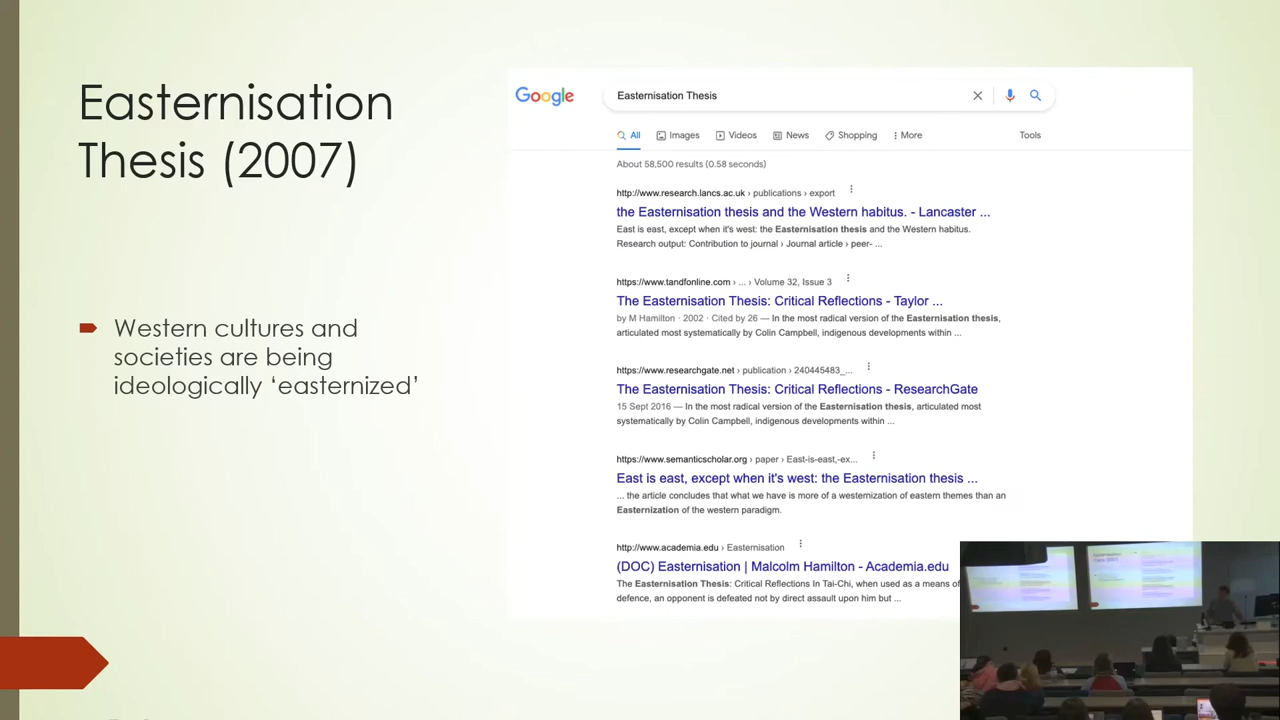 Easternisation
Thesis (2007)
Western cultures and
societies are being
ideologically ‘easternized’
Google
Easternisation Thesis
All
Images
Videos
News
Shopping
More
Tools
About 58,500 results (0.58 seconds)
http://www.research.lancs.ac.uk › publications › export
the Easternisation thesis and the Western habitus. - Lancaster ...
East is east, except when it's west: the Easternisation thesis and the Western habitus.
Research output: Contribution to journal › Journal article › peer- ...
https://www.tandfonline.com › ... › Volume 32, Issue 3
The Easternisation Thesis: Critical Reflections - Taylor ...
by M Hamilton · 2002 · Cited by 26 — In the most radical version of the Easternisation thesis,
articulated most systematically by Colin Campbell, indigenous developments within ...
https://www.researchgate.net › publication › 240445483_...
The Easternisation Thesis: Critical Reflections - ResearchGate
15 Sept 2016 — In the most radical version of the Easternisation thesis, articulated most
systematically by Colin Campbell, indigenous developments within ...
https://www.semanticscholar.org › paper › East-is-east,-ex...
East is east, except when it's west: the Easternisation thesis ...
... the article concludes that what we have is more of a westernization of eastern themes than an
Easternization of the western paradigm.
http://www.academia.edu › Easternisation
(DOC) Easternisation | Malcolm Hamilton - Academia.edu
The Easternisation Thesis: Critical Reflections In Tai-Chi, when used as a means of
defence, an opponent is defeated not by direct assault upon him but ...